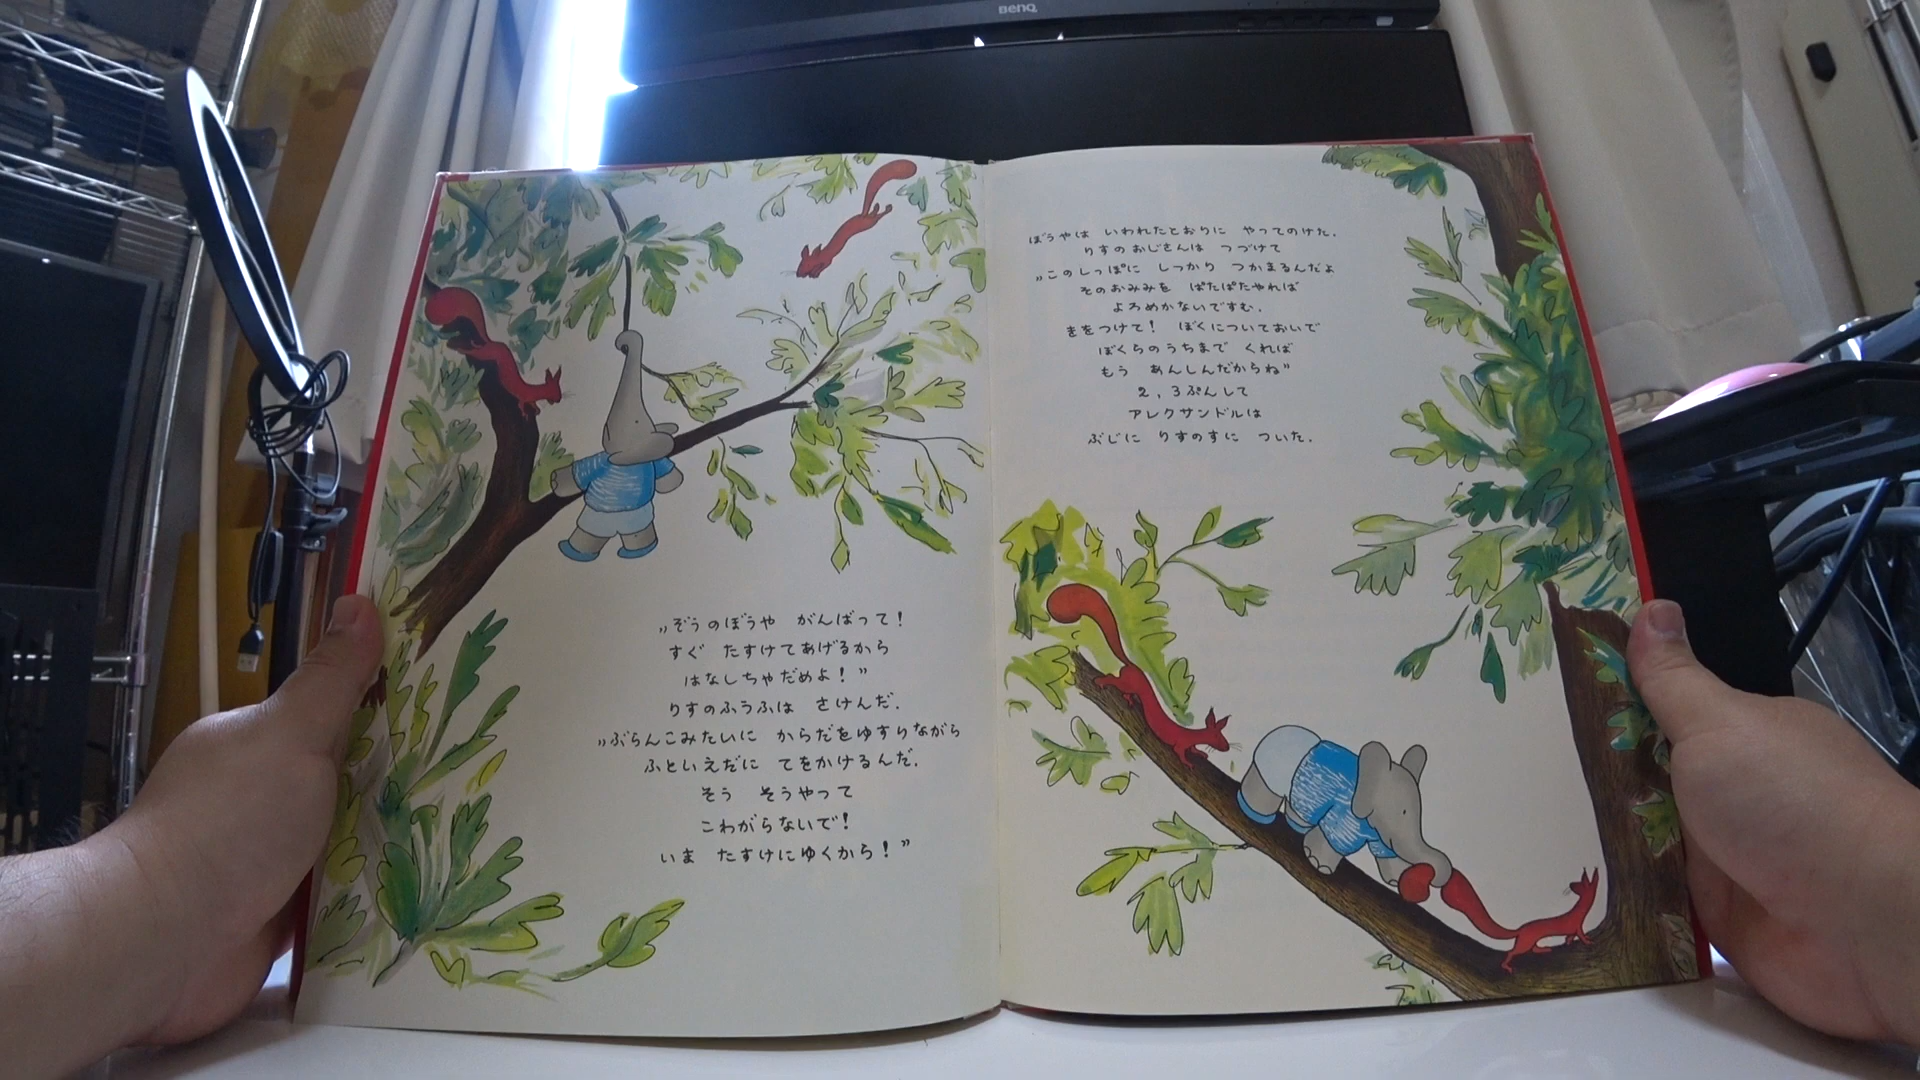 BenQ
„ぞうのぼうや　がんばって！
すぐ　たすけてあげるから
はなしちゃだめよ！”
りすのふうふは　さけんだ.
„ぶらんこみたいに　からだをゆすりながら
ふといえだに　てをかけるんだ.
そう　そうやって
こわがらないで！
いま　たすけにゆくから！”
ぼうやは　いわれたとおりに　やってのけた.
りすのおじさんは　つづけて
„このしっぽに　しっかり　つかまるんだよ
そのおみみを　ぱたぱたやれば
よろめかないですむ.
きをつけて！　ぼくについておいで
ぼくらのうちまで　くれば
もう　あんしんだからね”
2,3ぷんして
アレクサンドルは
ぶじに　りすのすに　ついた.